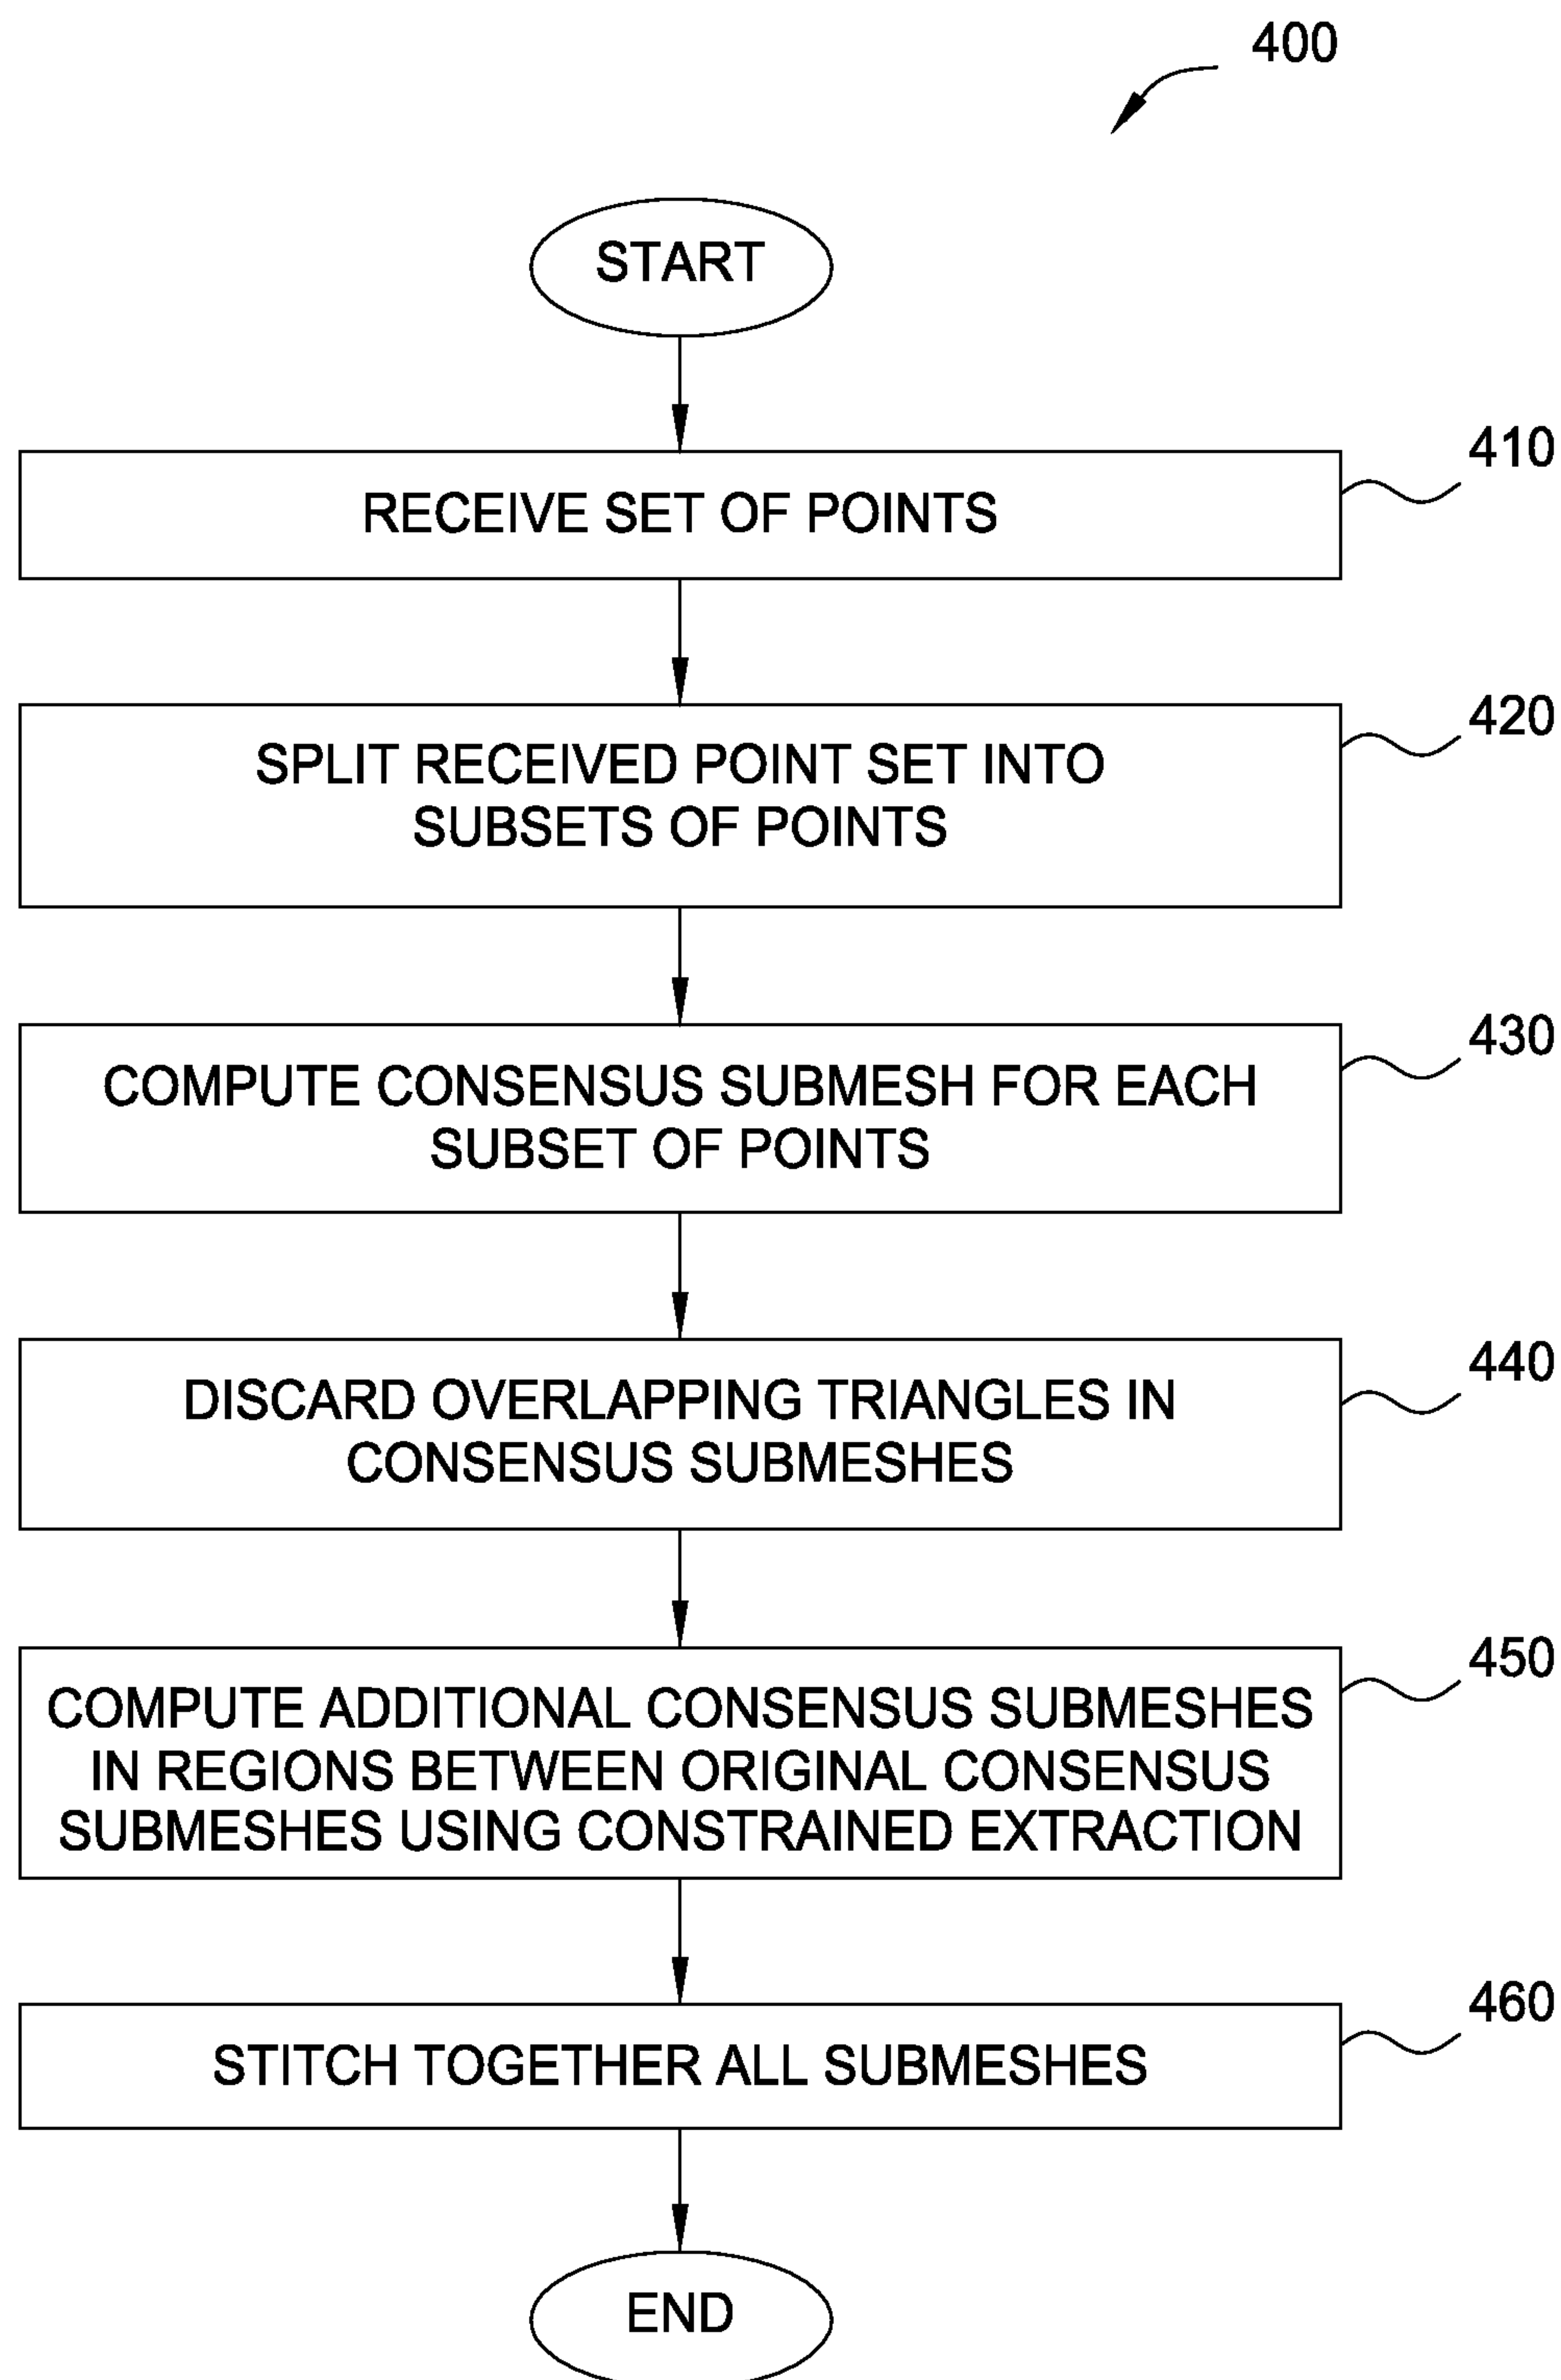 400
START
410
RECEIVE SET OF POINTS
420
SPLIT RECEIVED POINT SET INTO
SUBSETS OF POINTS
430
COMPUTE CONSENSUS SUBMESH FOR EACH
SUBSET OF POINTS
440
DISCARD OVERLAPPING TRIANGLES IN
CONSENSUS SUBMESHES
450
COMPUTE ADDITIONAL CONSENSUS SUBMESHES
IN REGIONS BETWEEN ORIGINAL CONSENSUS
SUBMESHES USING CONSTRAINED EXTRACTION
460
STITCH TOGETHER ALL SUBMESHES
END